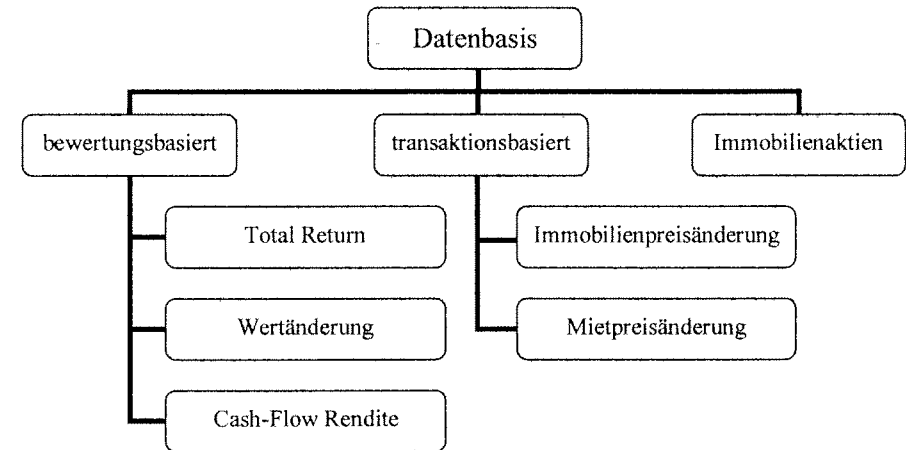 Datenbasis
bewertungsbasiert
transaktionsbasiert
Immobilienaktien
Total Return
Immobilienpreisänderung
Wertänderung
Mietpreisänderung
Cash-Flow Rendite